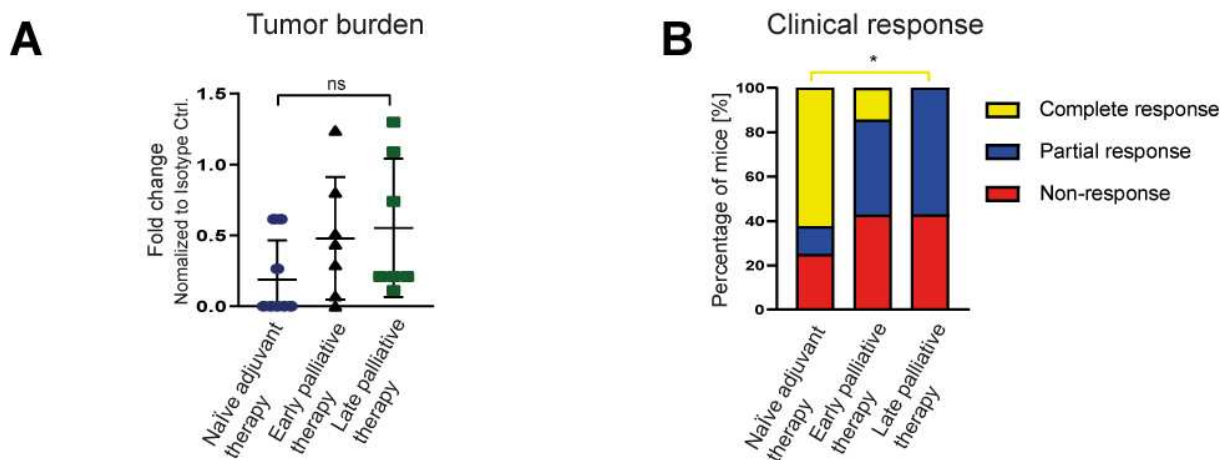 A
Tumor burden
ns
Fold change
Nomalized to Isotype Ctrl.
1.5
1.0
0.5
0.0
Naïve adjuvant
therapy
Early palliative
therapy
Late palliative
therapy
B
Clinical response
*
Percentage of mice [%]
100
80
60
40
20
0
Naïve adjuvant
therapy
Early palliative
therapy
Late palliative
therapy
Complete response
Partial response
Non-response